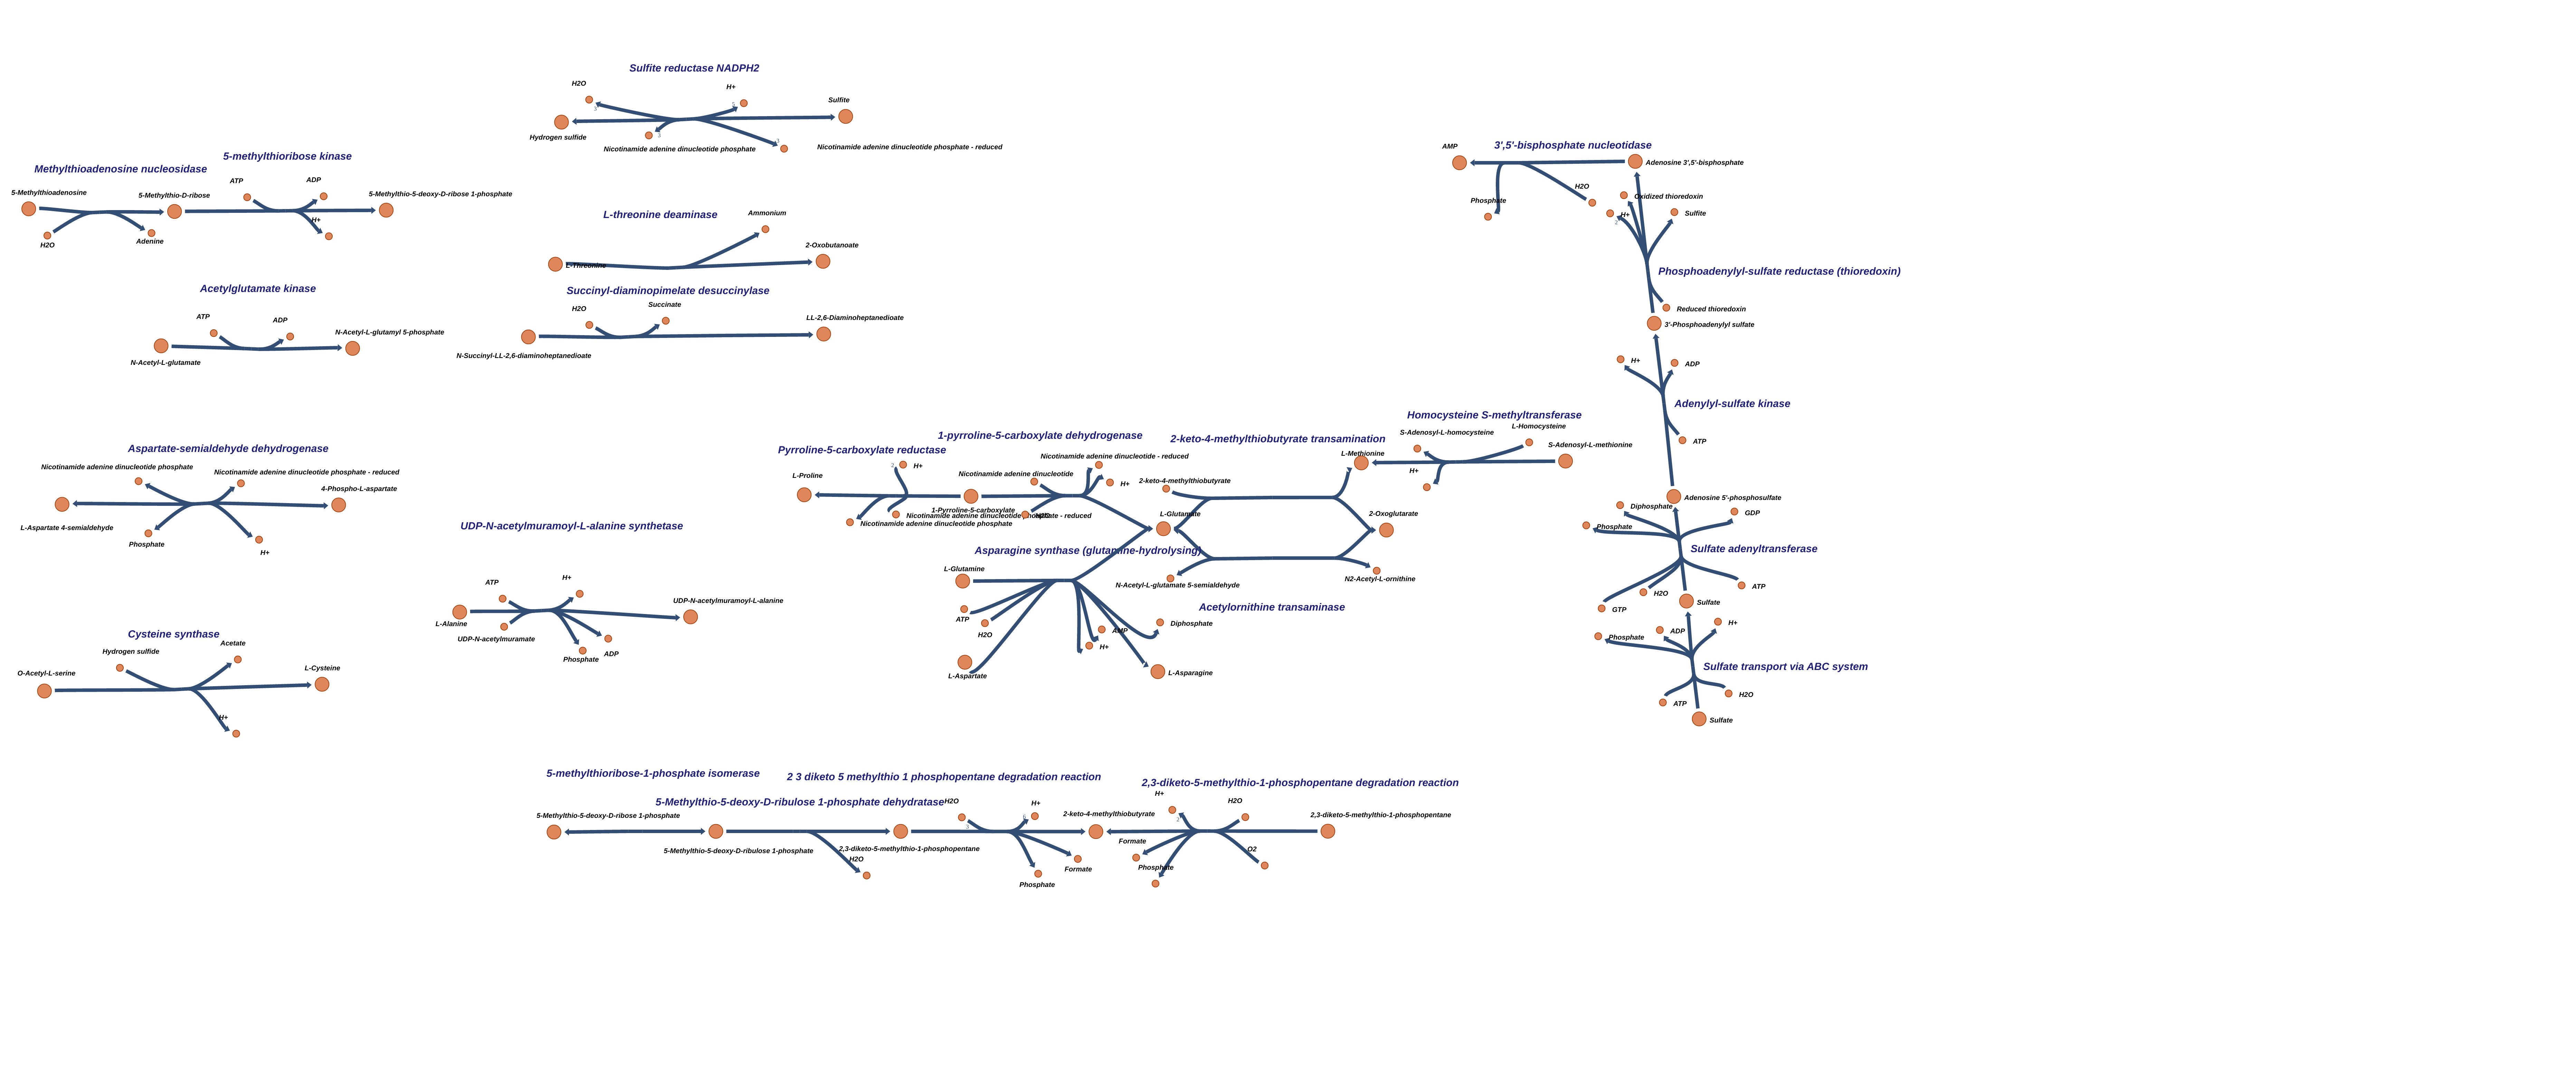 Sulfite reductase NADPH2
H2O
H+
Sulfite
3
5
3
3
Hydrogen sulfide
Nicotinamide adenine dinucleotide phosphate
Nicotinamide adenine dinucleotide phosphate - reduced
5-methylthioribose kinase
Methylthioadenosine nucleosidase
ATP
ADP
5-Methylthioadenosine
5-Methylthio-D-ribose
5-Methylthio-5-deoxy-D-ribose 1-phosphate
H+
H2O
Adenine
L-threonine deaminase
Ammonium
2-Oxobutanoate
L-Threonine
Acetylglutamate kinase
ATP
ADP
N-Acetyl-L-glutamyl 5-phosphate
N-Acetyl-L-glutamate
Succinyl-diaminopimelate desuccinylase
H2O
Succinate
LL-2,6-Diaminoheptanedioate
N-Succinyl-LL-2,6-diaminoheptanedioate
AMP
3',5'-bisphosphate nucleotidase
Adenosine 3',5'-bisphosphate
H2O
Phosphate
Oxidized thioredoxin
H+
2
Sulfite
Phosphoadenylyl-sulfate reductase (thioredoxin)
Reduced thioredoxin
3'-Phosphoadenylyl sulfate
H+
ADP
Adenylyl-sulfate kinase
ATP
Adenosine 5'-phosphosulfate
Diphosphate
GDP
Phosphate
Sulfate adenyltransferase
ATP
H2O
GTP
Sulfate
H+
ADP
Phosphate
Sulfate transport via ABC system
H2O
ATP
Sulfate
Aspartate-semialdehyde dehydrogenase
Nicotinamide adenine dinucleotide phosphate
Nicotinamide adenine dinucleotide phosphate - reduced
4-Phospho-L-aspartate
L-Aspartate 4-semialdehyde
Phosphate
H+
Pyrroline-5-carboxylate reductase
1-pyrroline-5-carboxylate dehydrogenase
2-keto-4-methylthiobutyrate transamination
Homocysteine S-methyltransferase
S-Adenosyl-L-homocysteine
L-Homocysteine
S-Adenosyl-L-methionine
L-Methionine
H+
2
H+
L-Proline
Nicotinamide adenine dinucleotide - reduced
Nicotinamide adenine dinucleotide
H+
2-keto-4-methylthiobutyrate
1-Pyrroline-5-carboxylate
Nicotinamide adenine dinucleotide phosphate - reduced
H2O
Nicotinamide adenine dinucleotide phosphate
L-Glutamate
2-Oxoglutarate
Asparagine synthase (glutamine-hydrolysing)
L-Glutamine
N-Acetyl-L-glutamate 5-semialdehyde
N2-Acetyl-L-ornithine
Acetylornithine transaminase
ATP
H2O
Diphosphate
AMP
H+
L-Aspartate
L-Asparagine
UDP-N-acetylmuramoyl-L-alanine synthetase
ATP
H+
UDP-N-acetylmuramoyl-L-alanine
L-Alanine
UDP-N-acetylmuramate
Phosphate
ADP
Cysteine synthase
Hydrogen sulfide
Acetate
O-Acetyl-L-serine
L-Cysteine
H+
5-methylthioribose-1-phosphate isomerase
2 3 diketo 5 methylthio 1 phosphopentane degradation reaction
2,3-diketo-5-methylthio-1-phosphopentane degradation reaction
5-Methylthio-5-deoxy-D-ribulose 1-phosphate dehydratase
H2O
H+
H+
H2O
5-Methylthio-5-deoxy-D-ribose 1-phosphate
2-keto-4-methylthiobutyrate
2
2,3-diketo-5-methylthio-1-phosphopentane
5-Methylthio-5-deoxy-D-ribulose 1-phosphate
2,3-diketo-5-methylthio-1-phosphopentane
H2O
Formate
O2
Phosphate
Formate
Phosphate